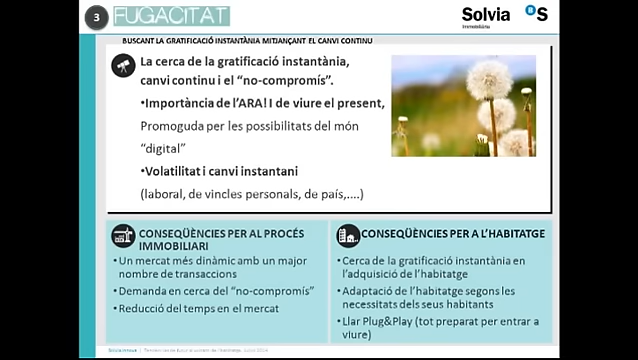 3 FUGACITAT
Solvia BS
Immobiliària
BUSCANT LA GRATIFICACIÓ INSTANTÀNIA MITJANÇANT EL CANVI CONTINU
La cerca de la gratificació instantània,
canvi continu i el “no-compromís”.
•Importància de l’ARA! I de viure el present,
Promoguda per les possibilitats del món
“digital”
•Volatilitat i canvi instantani
(laboral, de vincles personals, de país,....)
CONSEQÜÈNCIES PER AL PROCÉS
IMMOBILIARI
•Un mercat més dinàmic amb un major
nombre de transaccions
•Demanda en cerca del “no-compromís”
•Reducció del temps en el mercat
CONSEQÜÈNCIES PER A L’HABITATGE
•Cerca de la gratificació instantània en
l’adquisició de l’habitatge
•Adaptació de l’habitatge segons les
necessitats dels seus habitants
•Llar Plug&Play (tot preparat per entrar a
viure)